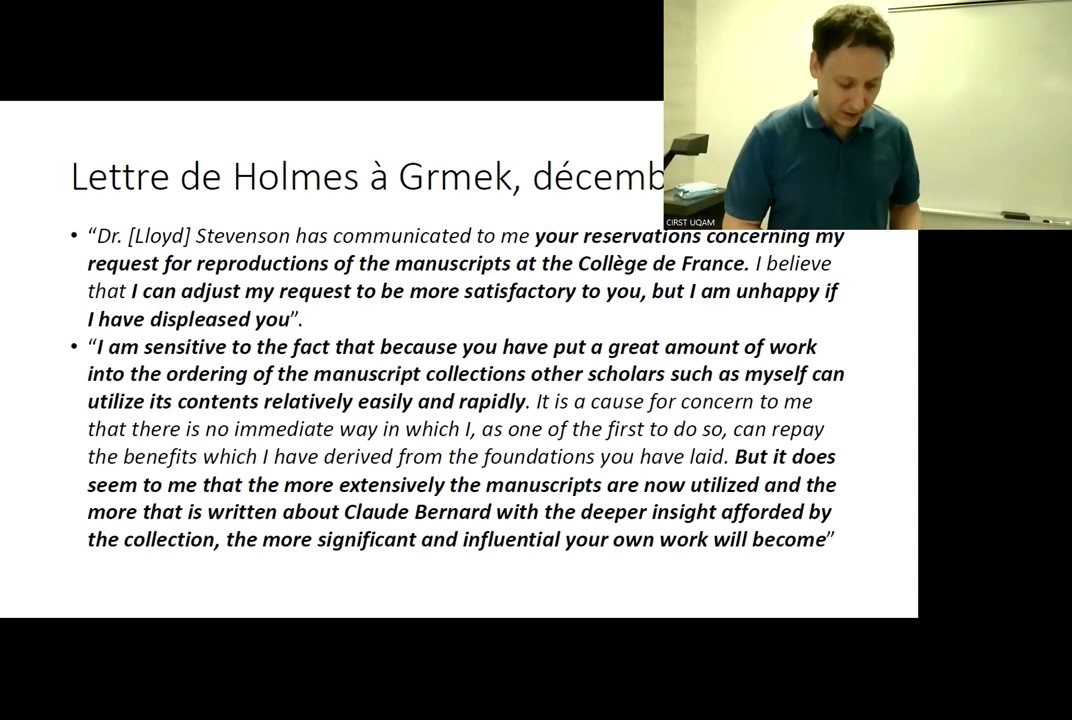 Lettre de Holmes à Grmek, décemb
CIRST UQAM
• “Dr. [Lloyd] Stevenson has communicated to me your reservations concerning my
request for reproductions of the manuscripts at the Collège de France. I believe
that I can adjust my request to be more satisfactory to you, but I am unhappy if
I have displeased you”.
• “I am sensitive to the fact that because you have put a great amount of work
into the ordering of the manuscript collections other scholars such as myself can
utilize its contents relatively easily and rapidly. It is a cause for concern to me
that there is no immediate way in which I, as one of the first to do so, can repay
the benefits which I have derived from the foundations you have laid. But it does
seem to me that the more extensively the manuscripts are now utilized and the
more that is written about Claude Bernard with the deeper insight afforded by
the collection, the more significant and influential your own work will become”